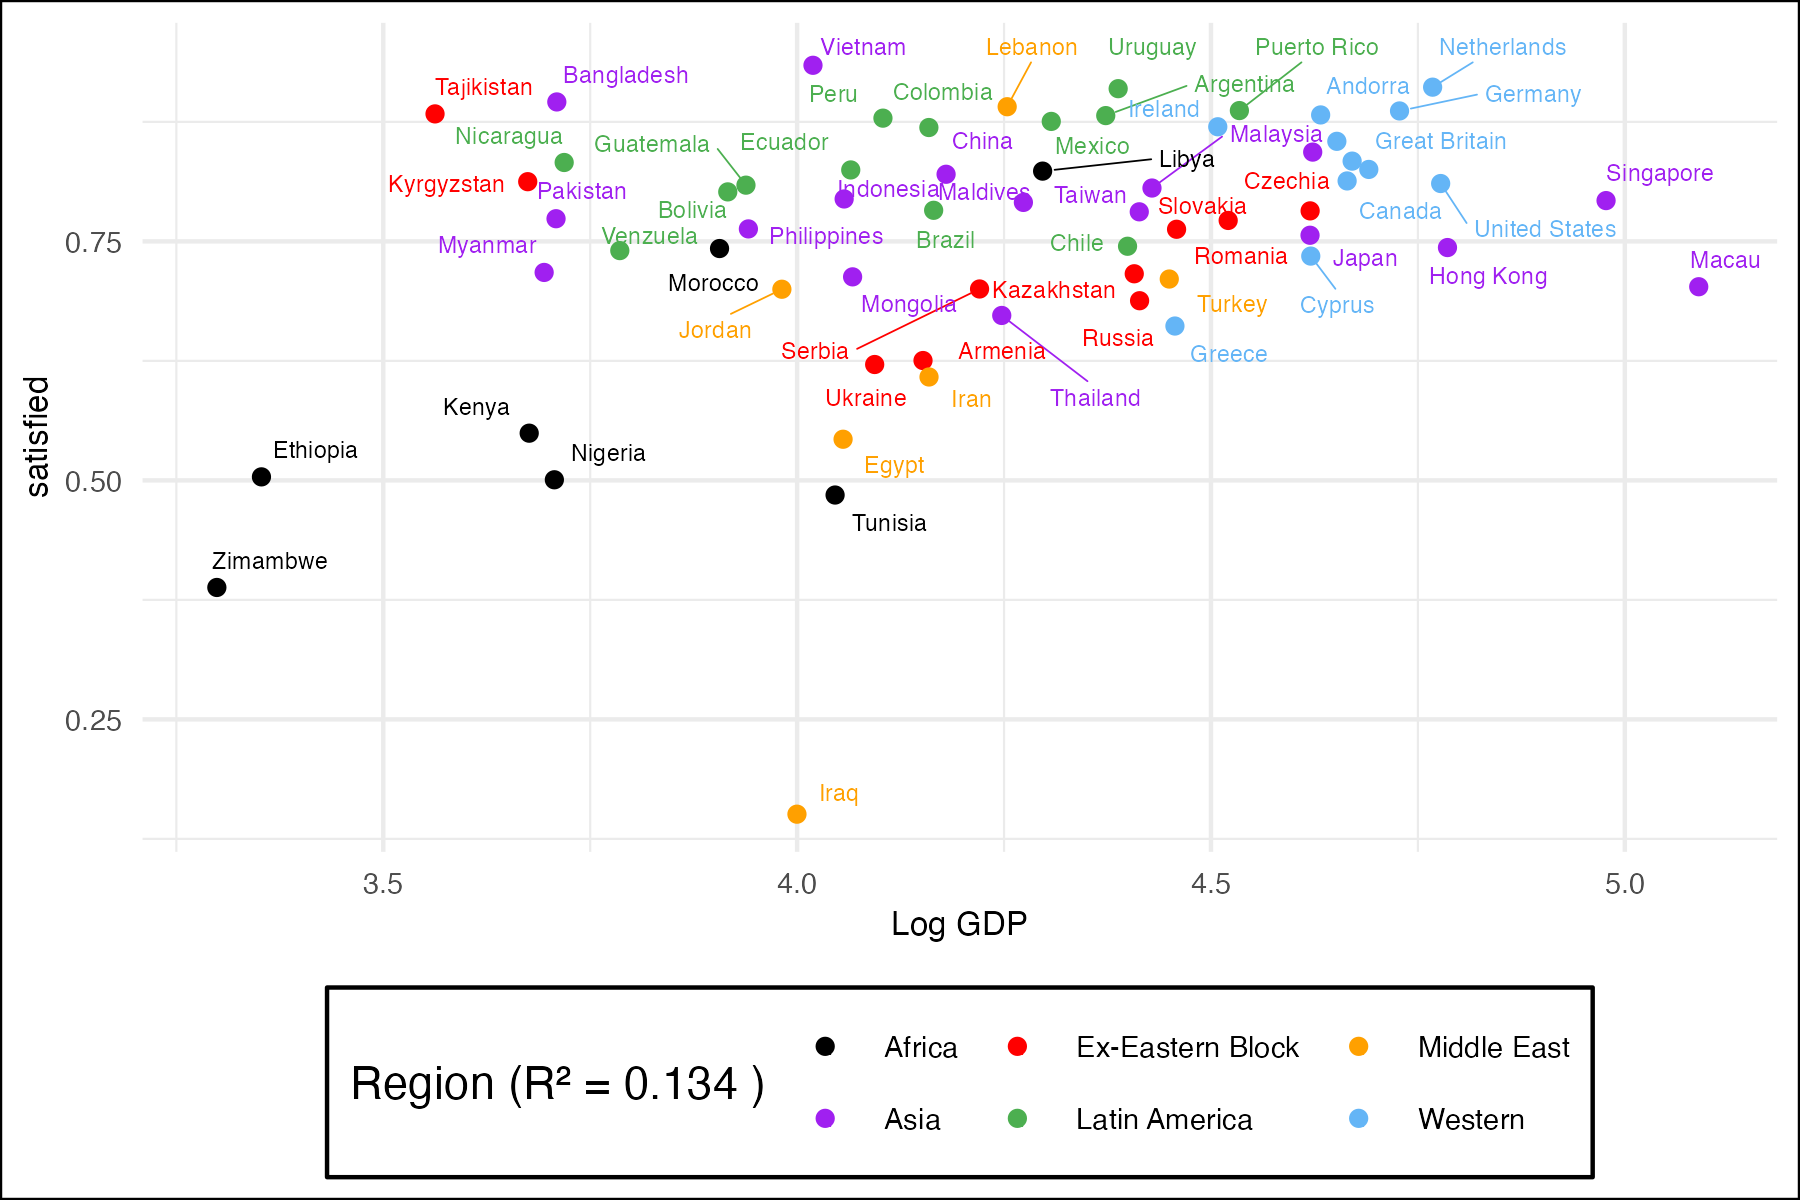 Vietnam
Lebanon
Uruguay
Puerto Rico
Netherlands
Tajikistan
Bangladesh
Peru
Colombia
Argentina
Andorra
Germany
Ireland
Nicaragua
Guatemala
Ecuador
China
Mexico
Malaysia
Great Britain
Libya
Kyrgyzstan
Pakistan
Indonesia
Maldives
Taiwan
Czechia
Singapore
Bolivia
Slovakia
Canada
Venzuela
Philippines
Brazil
Chile
United States
Myanmar
Morocco
Romania
Japan
Macau
Hong Kong
Mongolia
Kazakhstan
Turkey
Cyprus
Jordan
Serbia
Armenia
Russia
Greece
Ukraine
Iran
Thailand
Kenya
Ethiopia
Nigeria
Egypt
Tunisia
Zimambwe
Iraq
0.75
0.50
0.25
satisfied
3.5
4.0
4.5
5.0
Log GDP
Region (R² = 0.134 )
Africa
Ex-Eastern Block
Middle East
Asia
Latin America
Western